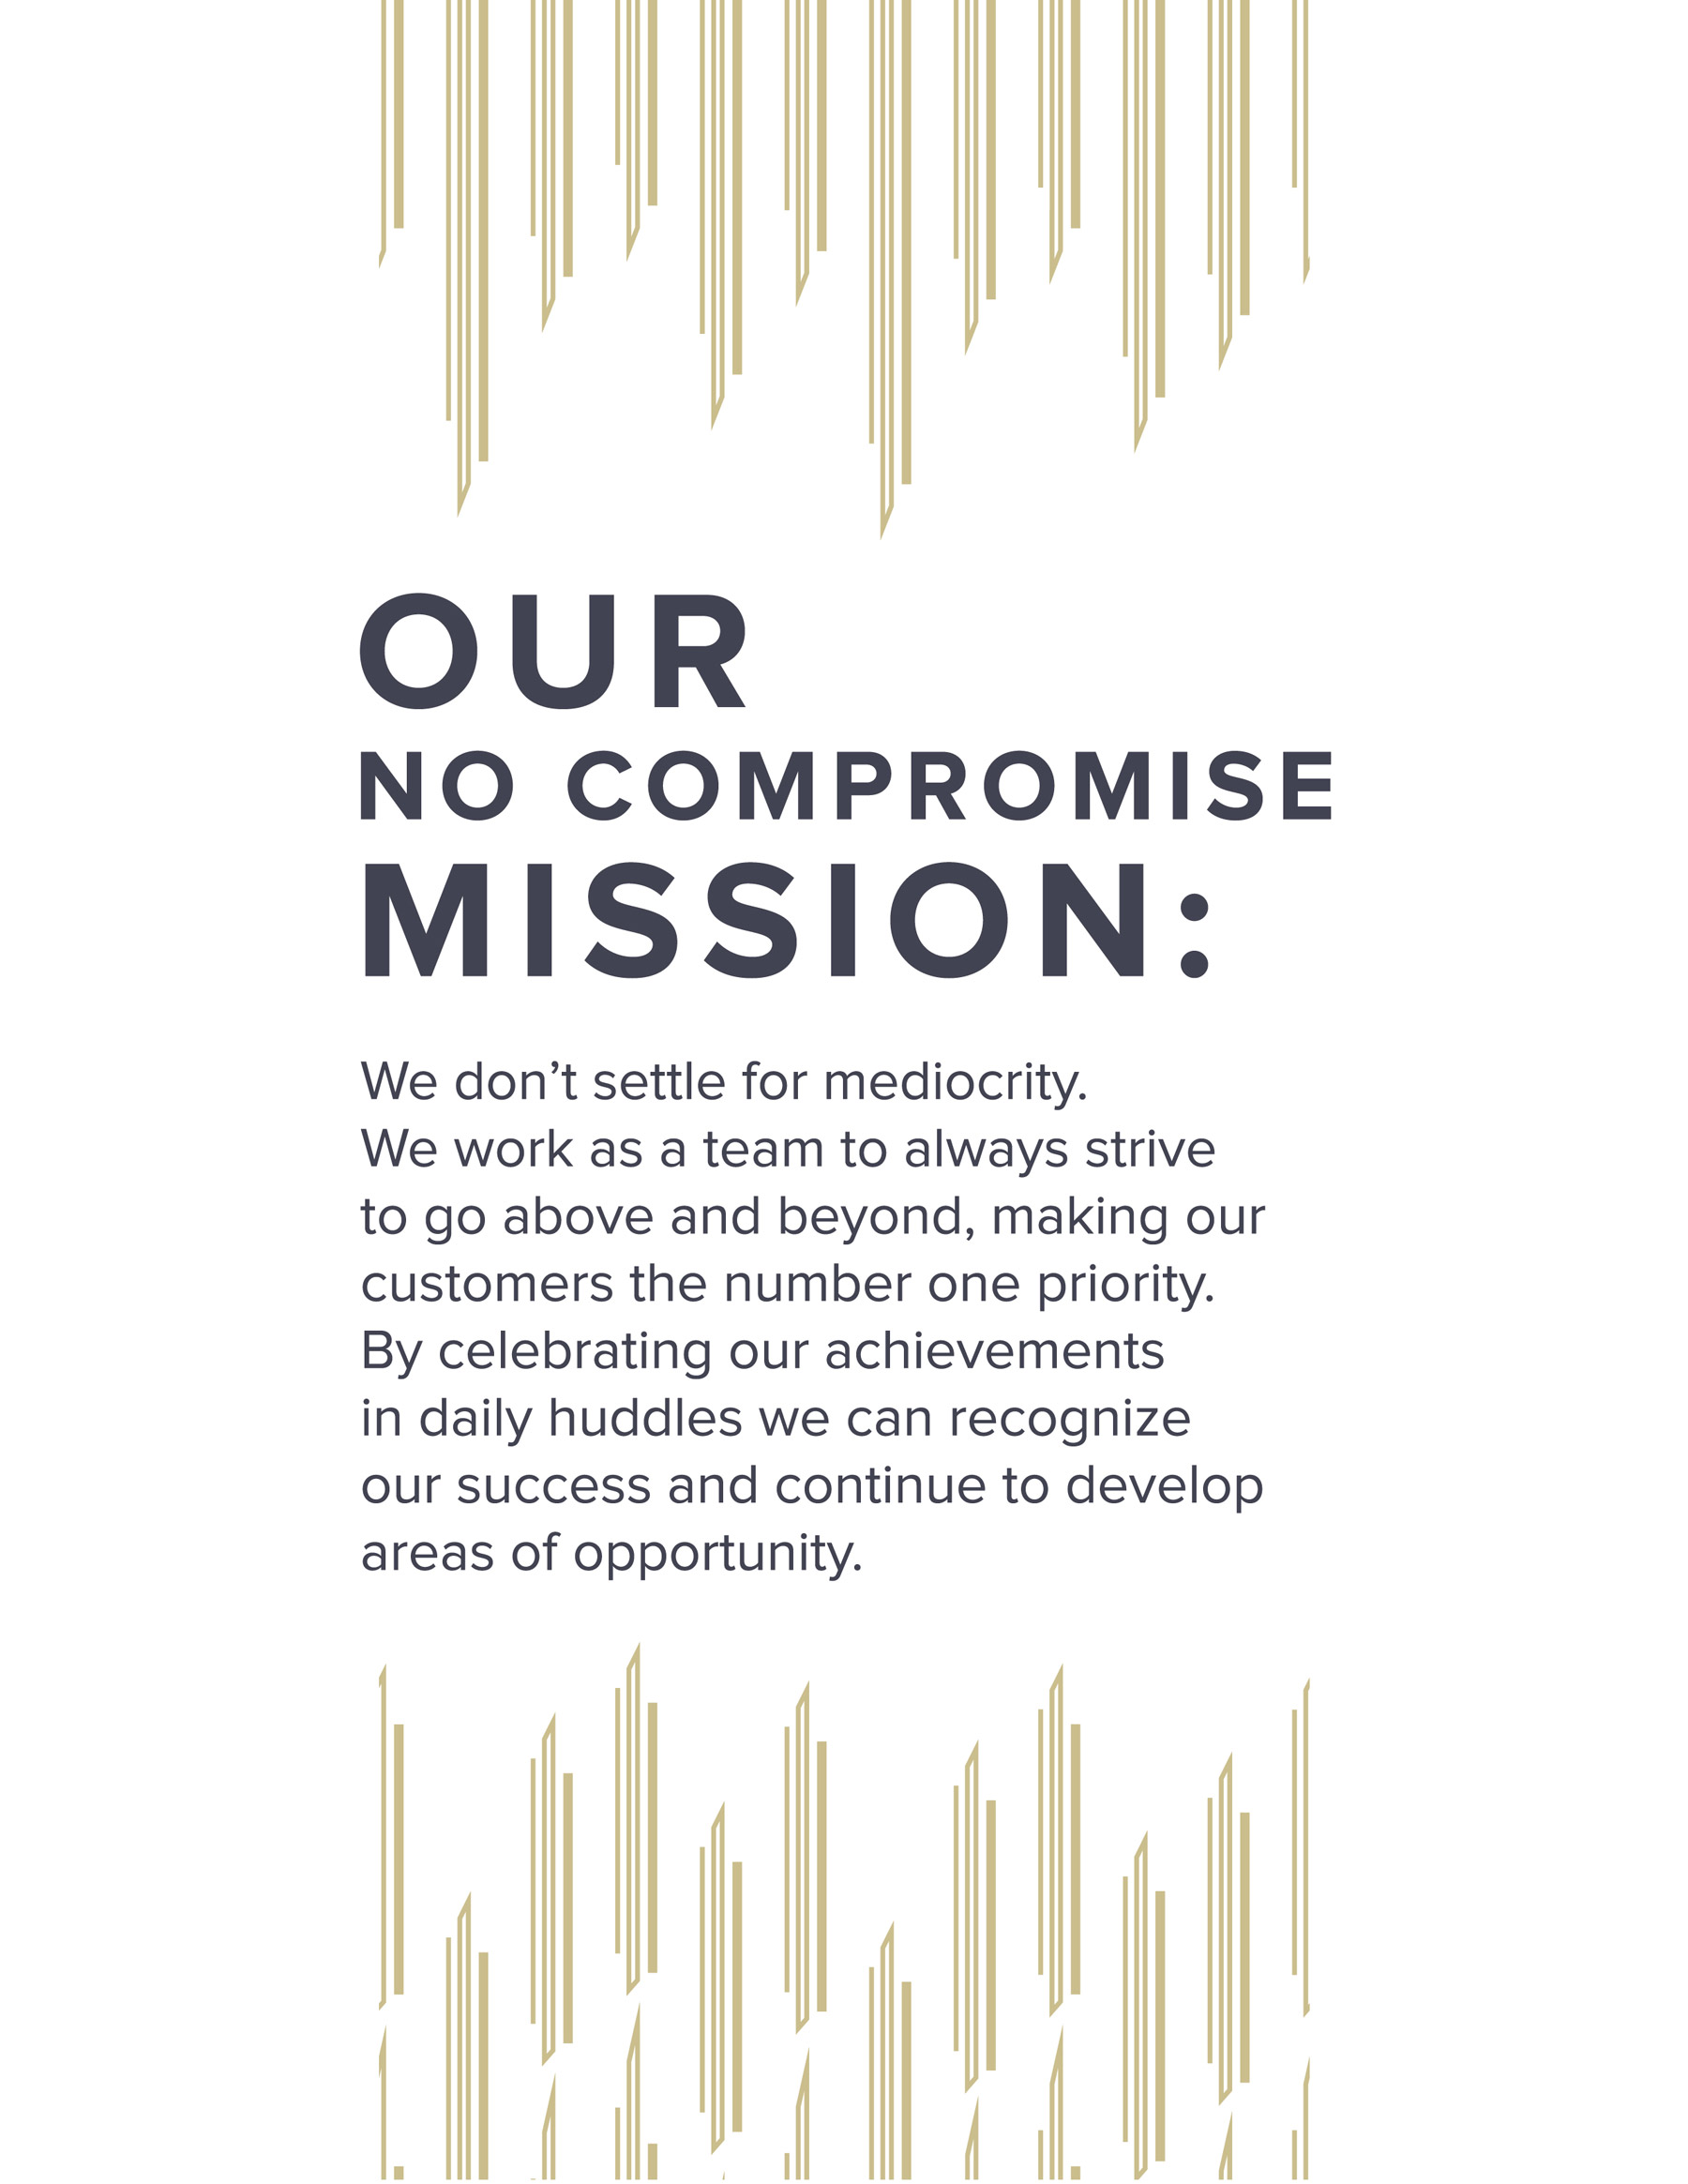 OUR
NO COMPROMISE
MISSION:
We don’t settle for mediocrity.
We work as a team to always strive
to go above and beyond, making our
customers the number one priority.
By celebrating our achievements
in daily huddles we can recognize
our success and continue to develop
areas of opportunity.